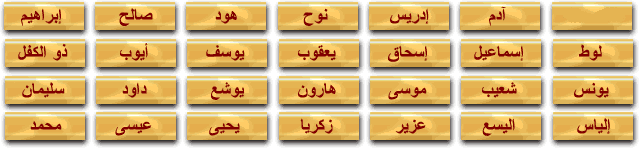 آدم إدريس نوح هود صالح إبراهيم
لوط إسماعيل إسحاق يعقوب يوسف أيوب ذو الكفل
يونس شعيب موسى هارون يوشع داود سليمان
إلياس اليسع عزير زكريا يحيى عيسى محمد